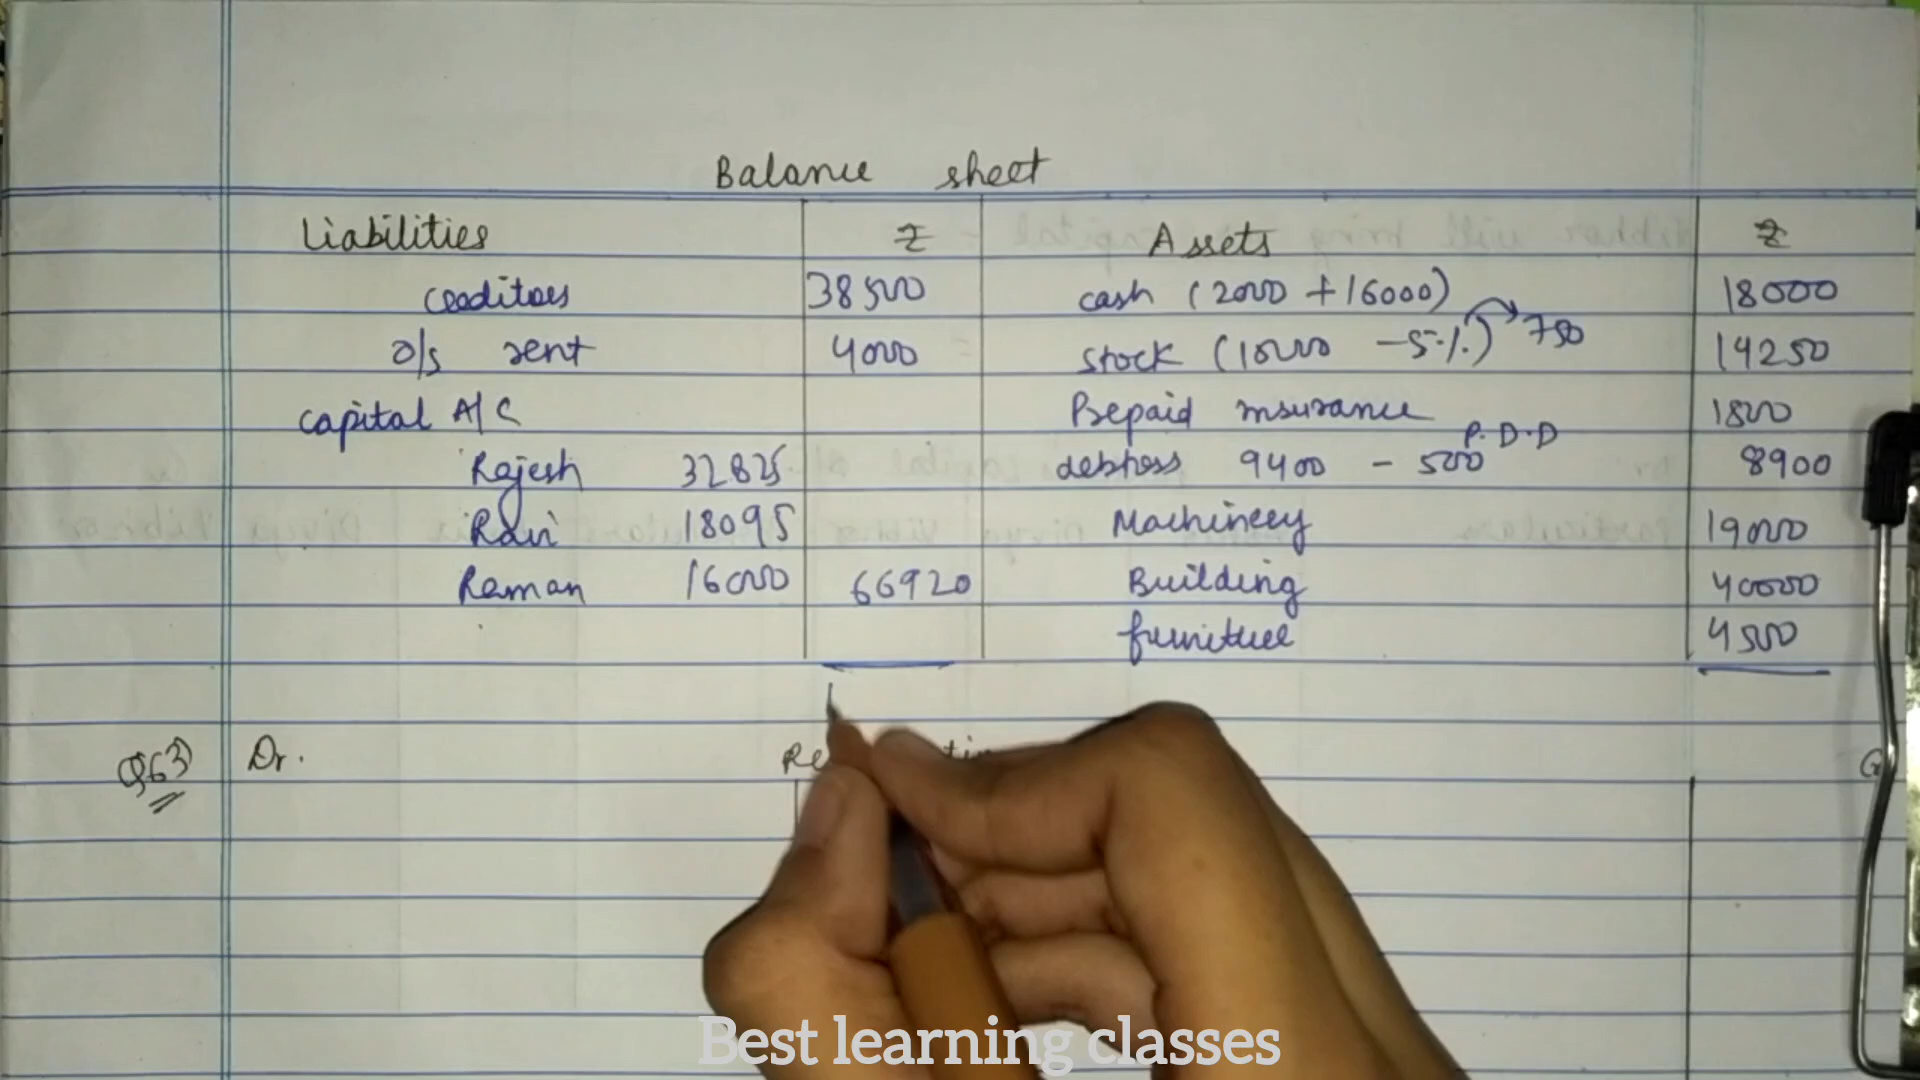 Balance sheet
Liabilities ₹ Assets ₹
Creditors 38500 cash (2000 + 16000) 18000
o/s rent 4000 stock (15000 - 5%) → 750 14250
Capital A/C Prepaid insurance 1800
Rajesh 32825 debtors 9400 - 500 P.D.D 8900
Ravi 18095 Machinery 19000
Raman 16000 66920 Building 40000
furniture 4500
Q63) Dr.
Best learning classes